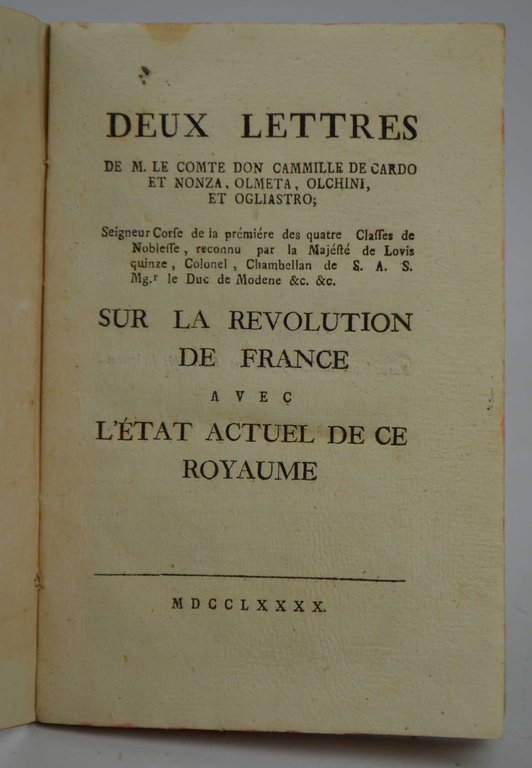 DEUX LETTRES
DE M. LE COMTE DON CAMMILLE DE CARDO
ET NONZA, OLMETA, OLCHINI,
ET OGLIASTRO;
Seigneur Corſe de la prémiére des quatre Claſſes de
Nobleſſe, reconnu par la Majéſté de Lovis
quinze, Colonel, Chambellan de S. A. S.
Mg.r le Duc de Modene &c. &c.
SUR LA REVOLUTION
DE FRANCE
AVEC
L'ÉTAT ACTUEL DE CE
ROYAUME
MDCCLXXXX.